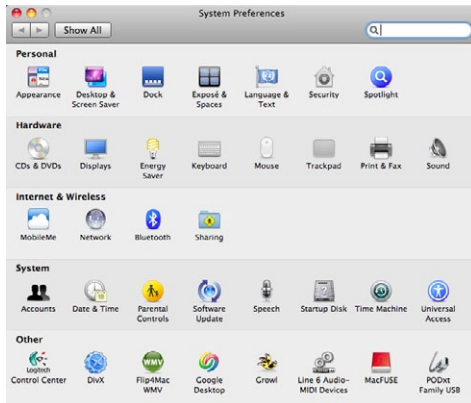 System Preferences
Show All
Personal
Appearance
Desktop &
Screen Saver
Dock
Exposé &
Spaces
Language &
Text
Security
Spotlight
Hardware
CDs & DVDs
Displays
Energy
Saver
Keyboard
Mouse
Trackpad
Print & Fax
Sound
Internet & Wireless
MobileMe
Network
Bluetooth
Sharing
System
Accounts
Date & Time
Parental
Controls
Software
Update
Speech
Startup Disk
Time Machine
Universal
Access
Other
Logitech
Control Center
DivX
WMV
Flip4Mac
WMV
Google
Desktop
Growl
Line 6 Audio-
MIDI Devices
MacFUSE
PODxt
Family USB